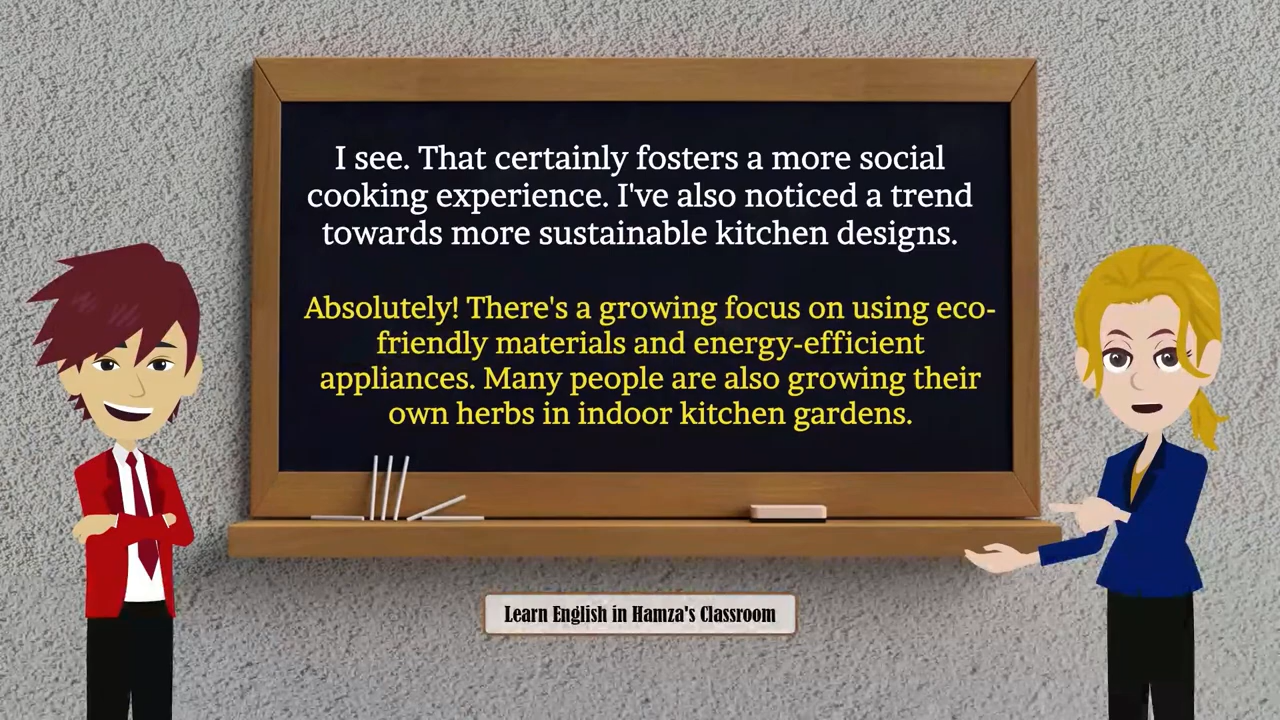 I see. That certainly fosters a more social
cooking experience. I've also noticed a trend
towards more sustainable kitchen designs.
Absolutely! There's a growing focus on using eco-
friendly materials and energy-efficient
appliances. Many people are also growing their
own herbs in indoor kitchen gardens.
Learn English in Hamza's Classroom